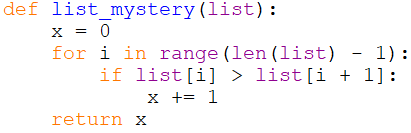 def list_mystery(list):
    x = 0
    for i in range(len(list) - 1):
        if list[i] > list[i + 1]:
            x += 1
    return x